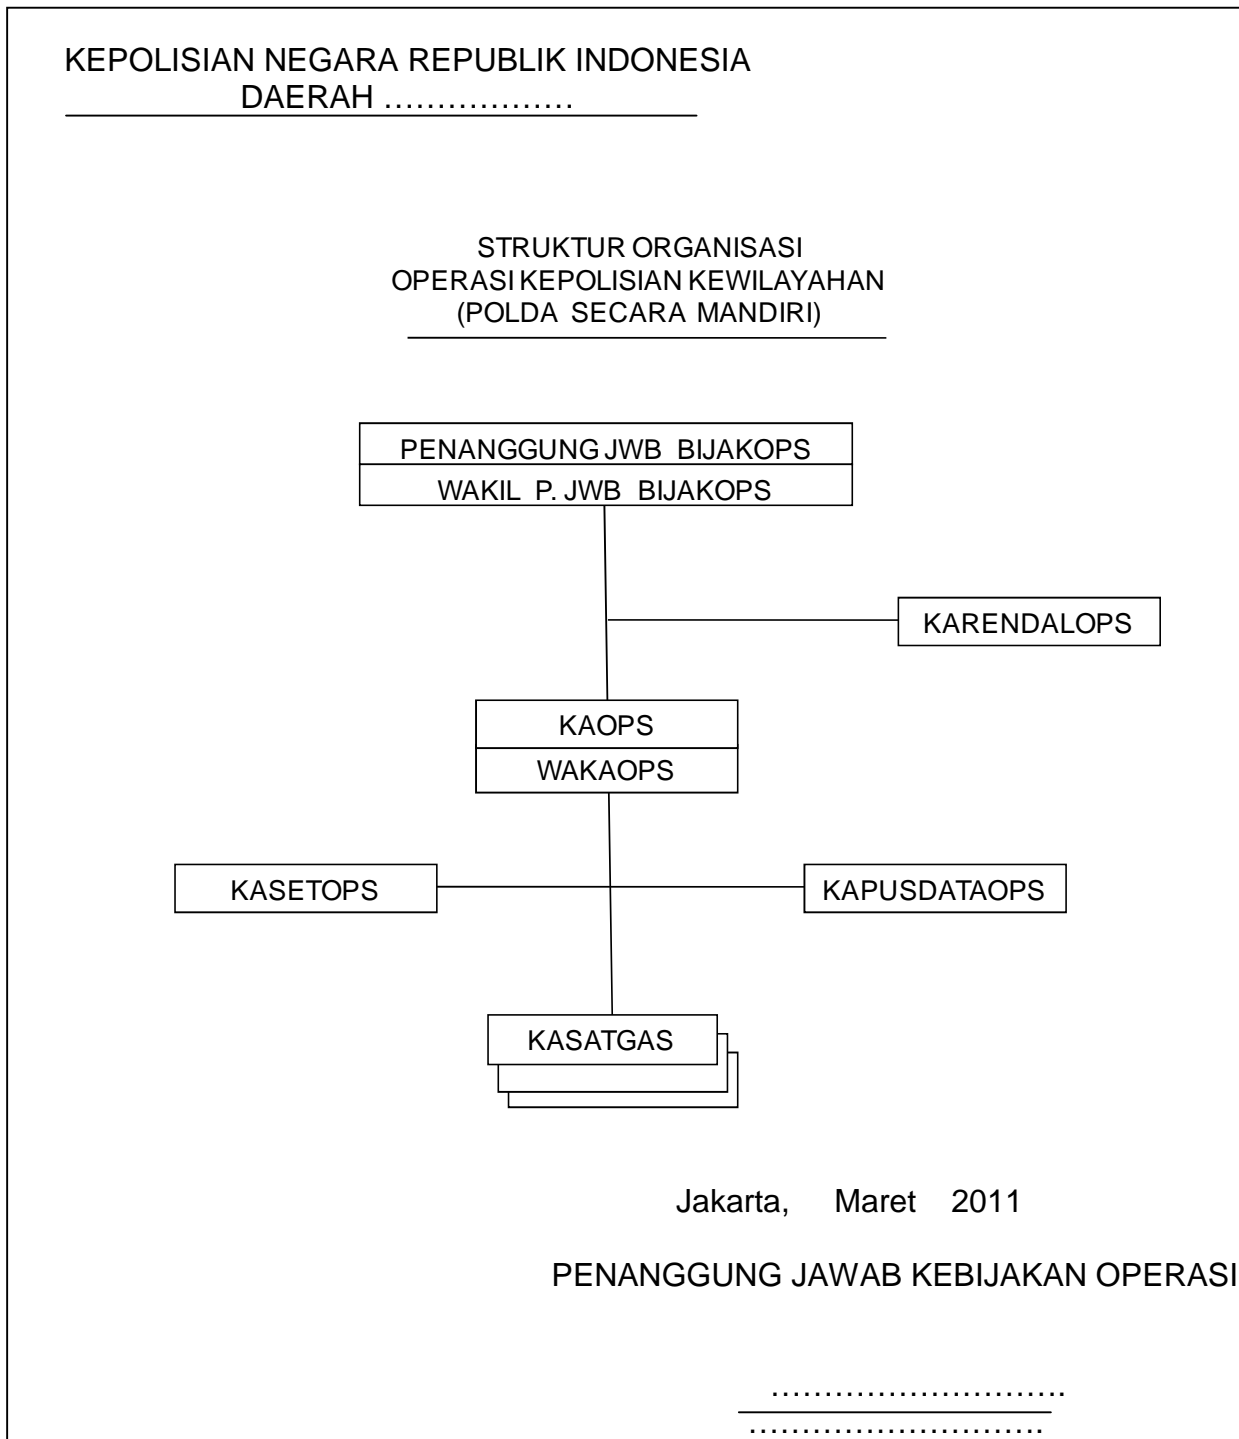 KEPOLISIAN NEGARA REPUBLIK INDONESIA
DAERAH ..................
STRUKTUR ORGANISASI
OPERASI KEPOLISIAN KEWILAYAHAN
(POLDA SECARA MANDIRI)
PENANGGUNG JWB BIJAKOPS
WAKIL P. JWB BIJAKOPS
KARENDALOPS
KAOPS
WAKAOPS
KASETOPS
KAPUSDATAOPS
KASATGAS
Jakarta, Maret 2011
PENANGGUNG JAWAB KEBIJAKAN OPERASI
............................
............................